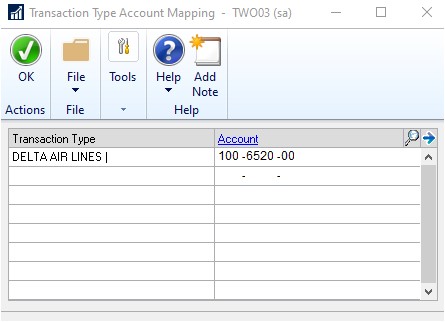 Transaction Type Account Mapping - TWO03 (sa)
OK
File
Tools
Help
Add
Note
Actions
File
Help
Transaction Type
Account
DELTA AIR LINES |
100 -6520 -00
- -